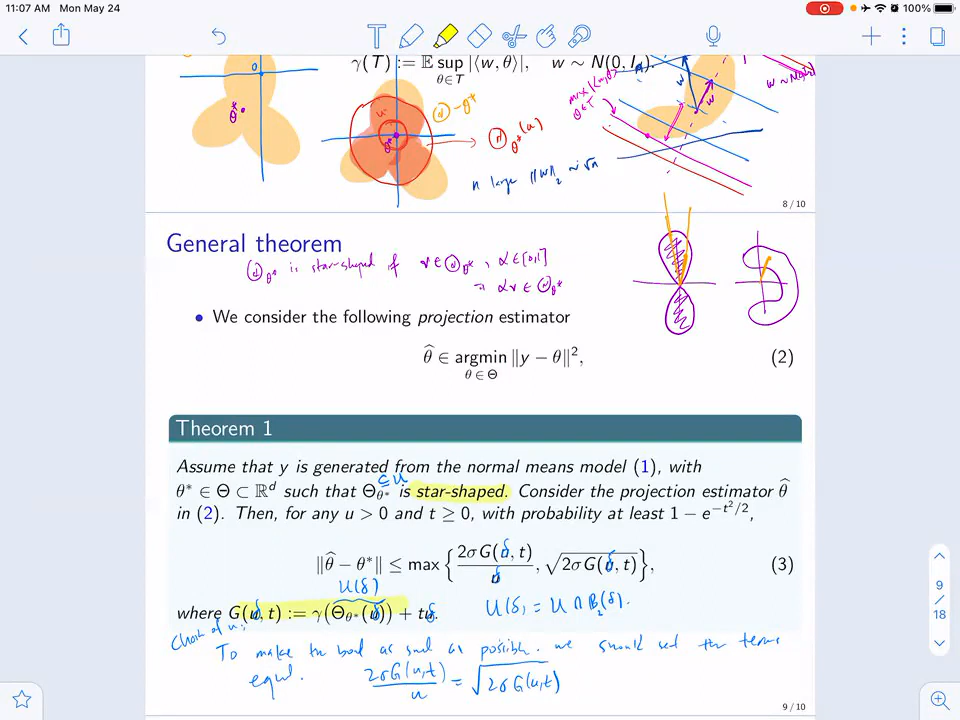 11:07 AM Mon May 24
100%
γ(T) := 𝔼 sup |⟨w, θ⟩|, w ∼ N(0, I
θ∈T
0
θ*
u
Θ - θ*
θ*
Θ_θ*(u)
n large ||w||₂ ~ √n
w
w
8 / 10
General theorem
Θ_θ* is star-shaped if v ∈ Θ_θ*, α ∈ [0,1]
⇒ αv ∈ Θ_θ*
• We consider the following projection estimator
θ̂ ∈ argmin ‖y − θ‖², (2)
θ ∈ Θ
Theorem 1
Assume that y is generated from the normal means model (1), with
⊆ U
θ* ∈ Θ ⊂ ℝᵈ such that Θ_θ* is star-shaped. Consider the projection estimator θ̂
in (2). Then, for any u > 0 and t ≥ 0, with probability at least 1 − e^{−t²/2},
‖θ̂ − θ*‖ ≤ max { 2σG(δ, t) / δ , √2σG(δ, t) }, (3)
U(δ)
where G(δ, t) := γ(Θ_θ*(δ)) + tδ.
U(δ) = U ∩ B₂(δ).
Choice of u:
To make the bound as small as possible. we should set the terms
equal. 2σG(u,t) / u = √2σG(u,t)
9 / 10
9
/
18